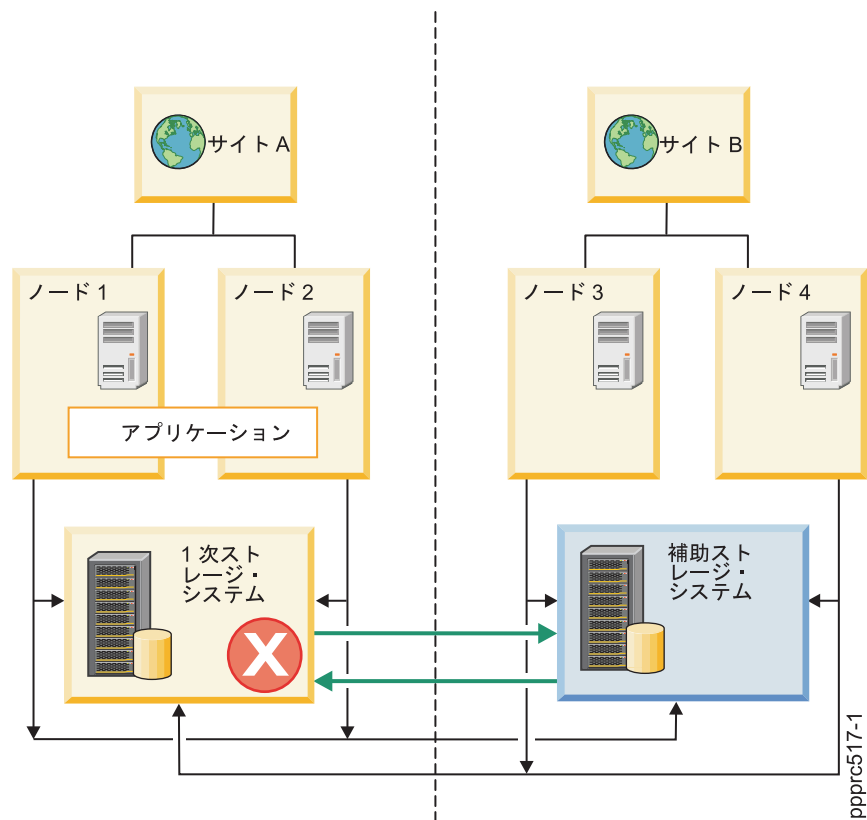 サイト A
サイト B
ノード 1
ノード 2
ノード 3
ノード 4
アプリケーション
1 次スト
レージ・
システム
X
補助スト
レージ・
システム
ppprc517-1